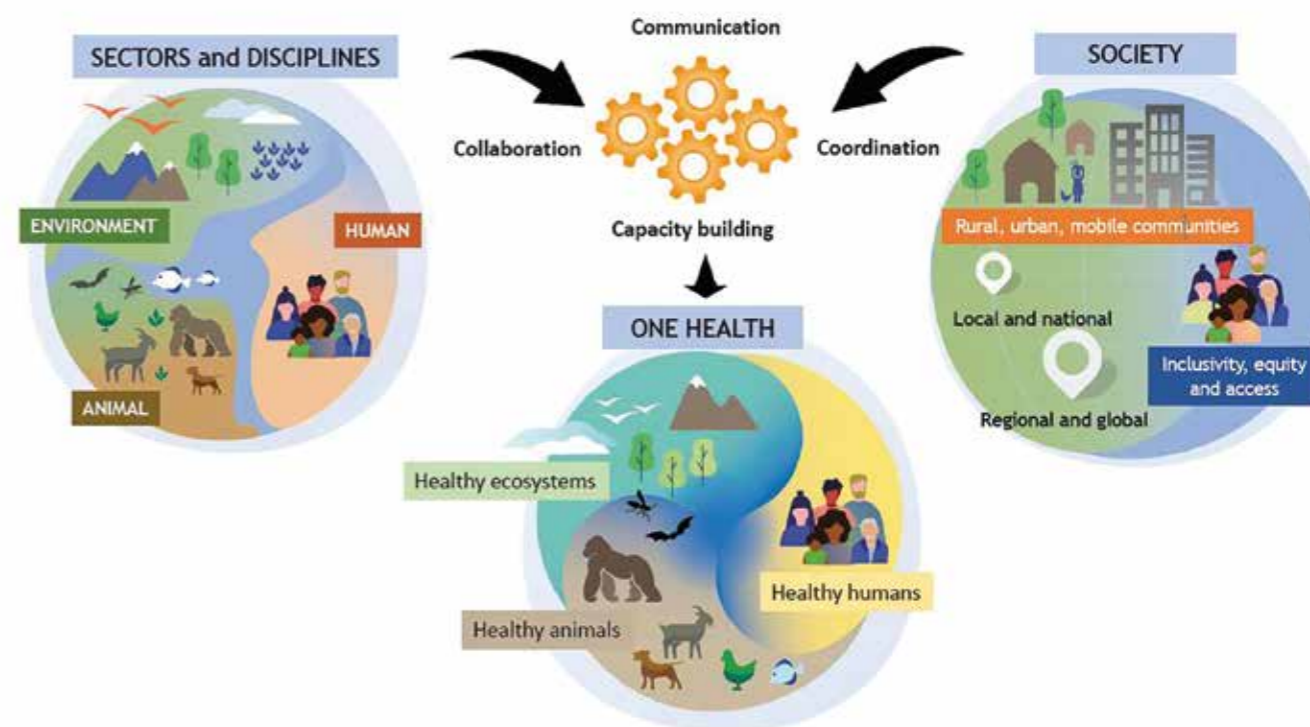 Communication
SECTORS and DISCIPLINES
SOCIETY
Collaboration
Coordination
ENVIRONMENT
HUMAN
Rural, urban, mobile communities
Capacity building
Local and national
ONE HEALTH
Inclusivity, equity
and access
ANIMAL
Regional and global
Healthy ecosystems
Healthy humans
Healthy animals